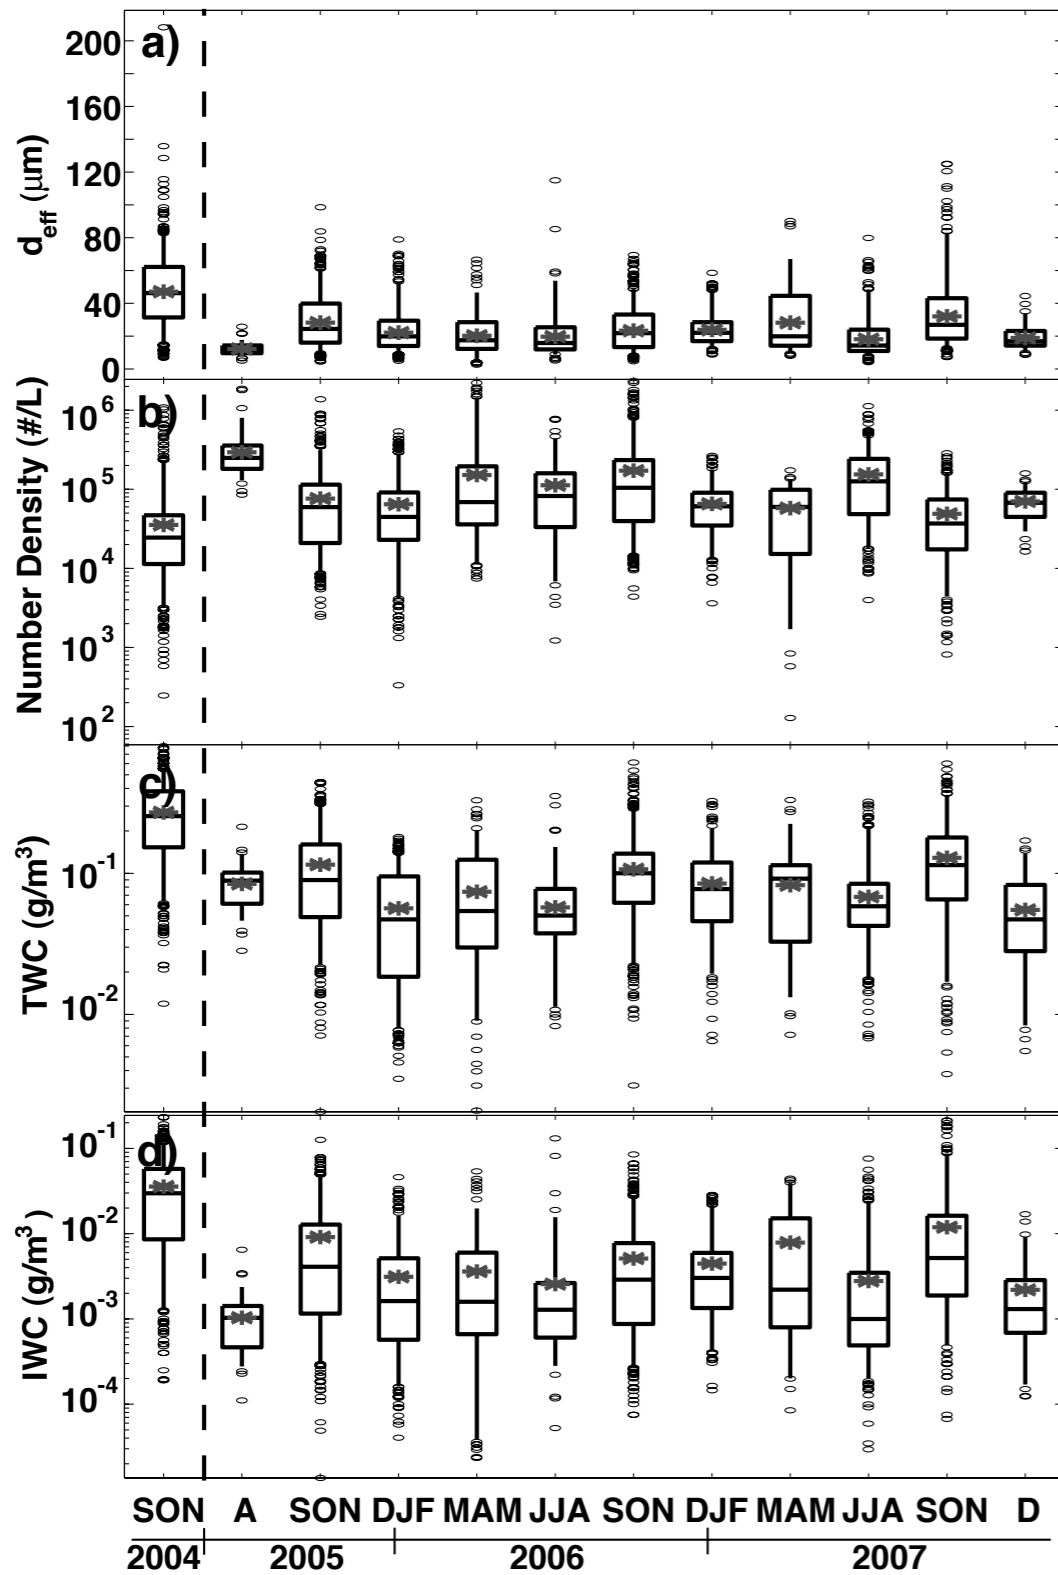 a)
200
160
120
80
40
0
d_eff (μm)
b)
10^6
10^5
10^4
10^3
10^2
Number Density (#/L)
c)
10^-1
10^-2
TWC (g/m^3)
d)
10^-1
10^-2
10^-3
10^-4
IWC (g/m^3)
SON A SON DJF MAM JJA SON DJF MAM JJA SON D
2004 2005 2006 2007